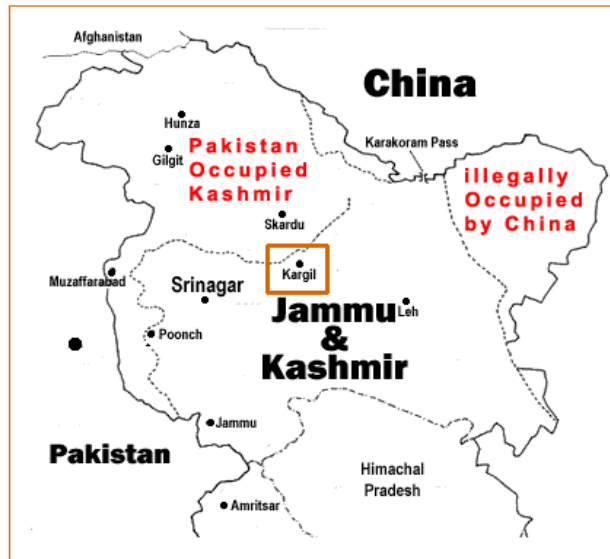 Afghanistan
China
Hunza
Gilgit
Pakistan
Occupied
Kashmir
Karakoram Pass
illegally
Occupied
by China
Skardu
Kargil
Muzaffarabad
Srinagar
Leh
Jammu
&
Kashmir
Poonch
Jammu
Pakistan
Himachal
Pradesh
Amritsar